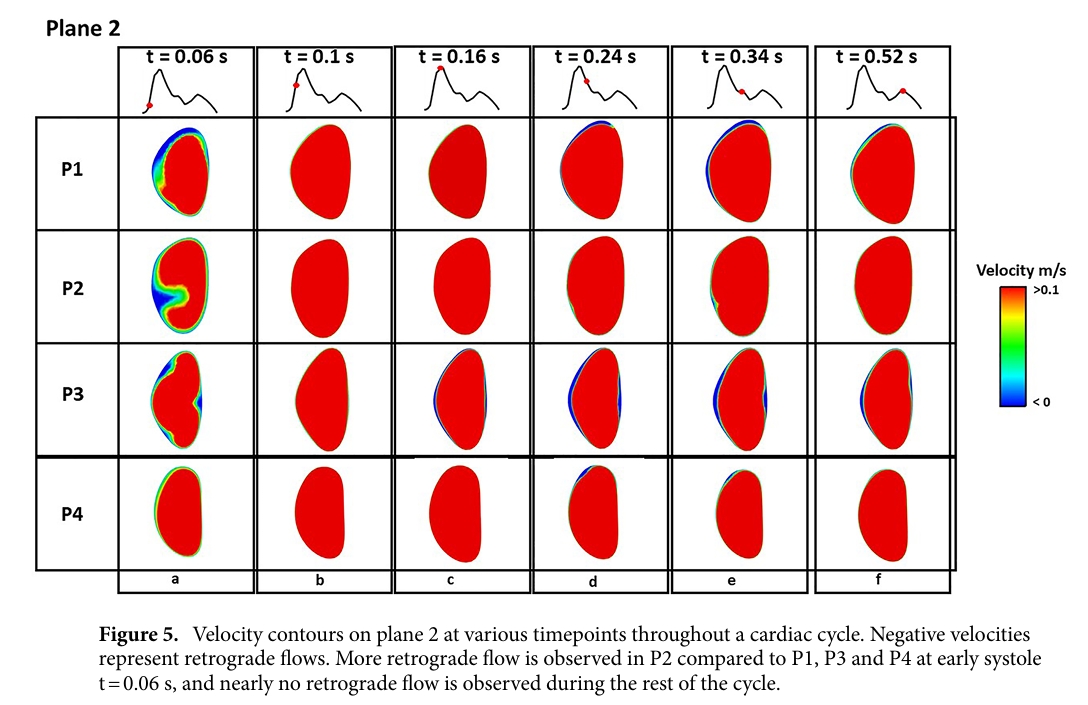 Plane 2
t = 0.06 s
t = 0.1 s
t = 0.16 s
t = 0.24 s
t = 0.34 s
t = 0.52 s
P1
P2
P3
P4
Velocity m/s
>0.1
< 0
a
b
c
d
e
f
Figure 5. Velocity contours on plane 2 at various timepoints throughout a cardiac cycle. Negative velocities
represent retrograde flows. More retrograde flow is observed in P2 compared to P1, P3 and P4 at early systole
t = 0.06 s, and nearly no retrograde flow is observed during the rest of the cycle.